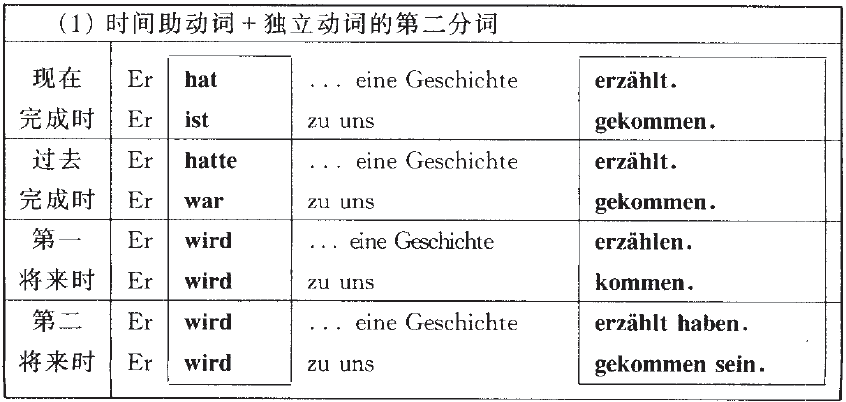 (1) 时间助动词+独立动词的第二分词
现在 Er hat ... eine Geschichte erzählt.
完成时 Er ist zu uns gekommen.
过去 Er hatte ... eine Geschichte erzählt.
完成时 Er war zu uns gekommen.
第一 Er wird ... eine Geschichte erzählen.
将来时 Er wird zu uns kommen.
第二 Er wird ... eine Geschichte erzählt haben.
将来时 Er wird zu uns gekommen sein.